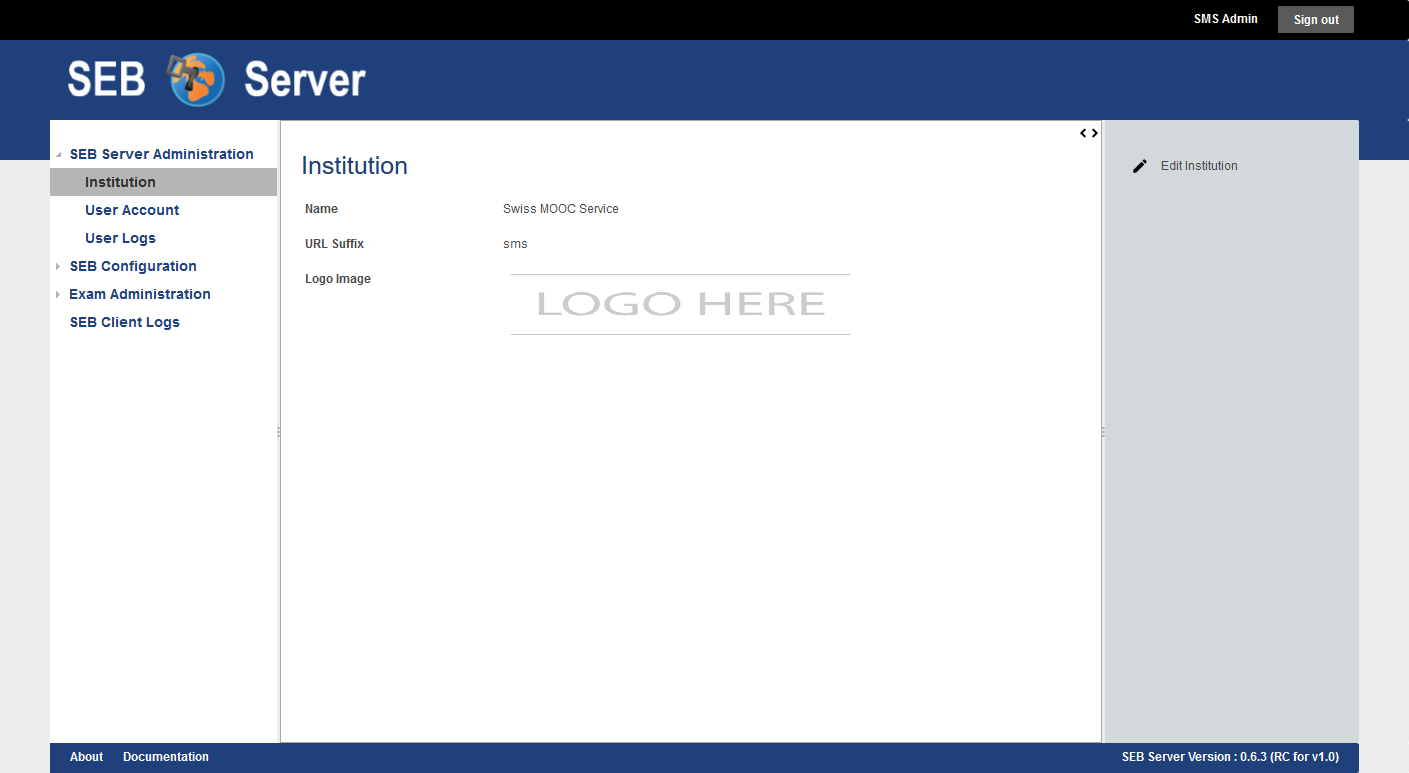 SMS Admin Sign out
SEB Server
SEB Server Administration
Institution
User Account
User Logs
SEB Configuration
Exam Administration
SEB Client Logs
Institution
Name Swiss MOOC Service
URL Suffix sms
Logo Image LOGO HERE
Edit Institution
About Documentation SEB Server Version : 0.6.3 (RC for v1.0)